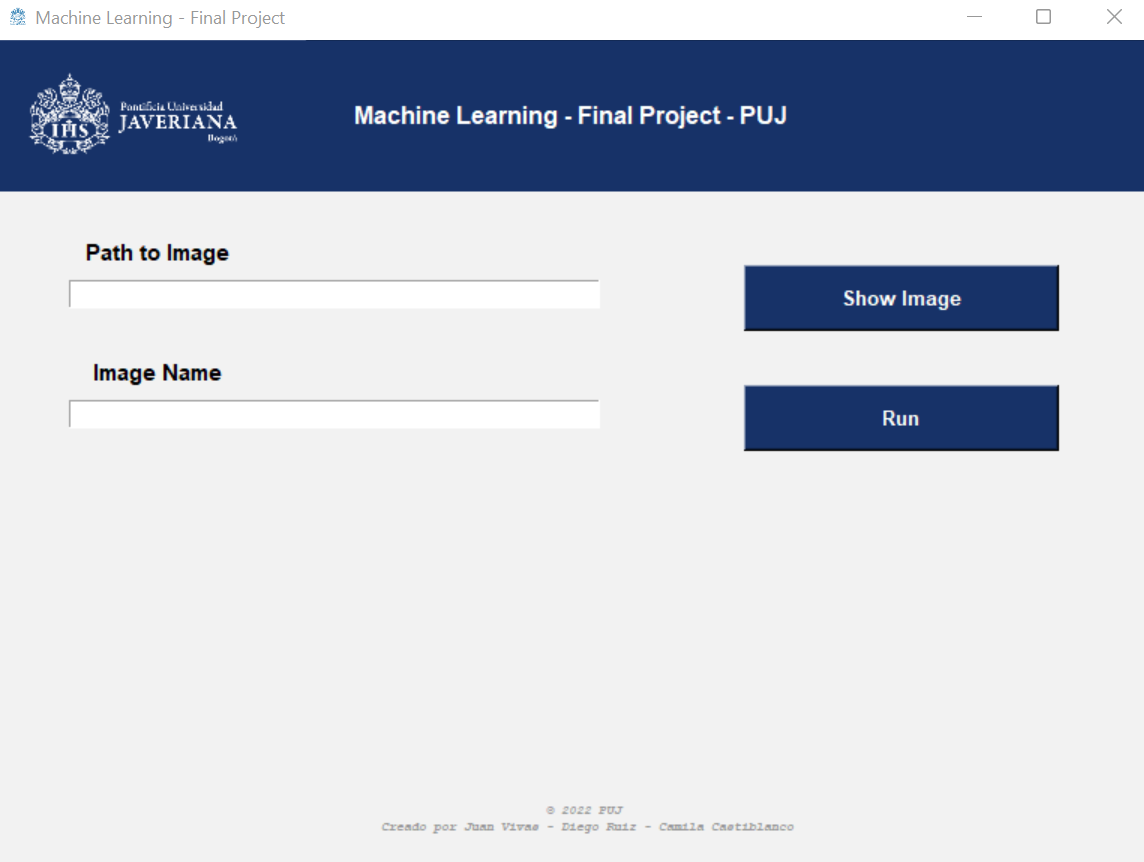 Machine Learning - Final Project
Pontificia Universidad
JAVERIANA
Bogotá
IHS
Machine Learning - Final Project - PUJ
Path to Image
Show Image
Image Name
Run
© 2022 PUJ
Creado por Juan Vivas - Diego Ruiz - Camila Castiblanco